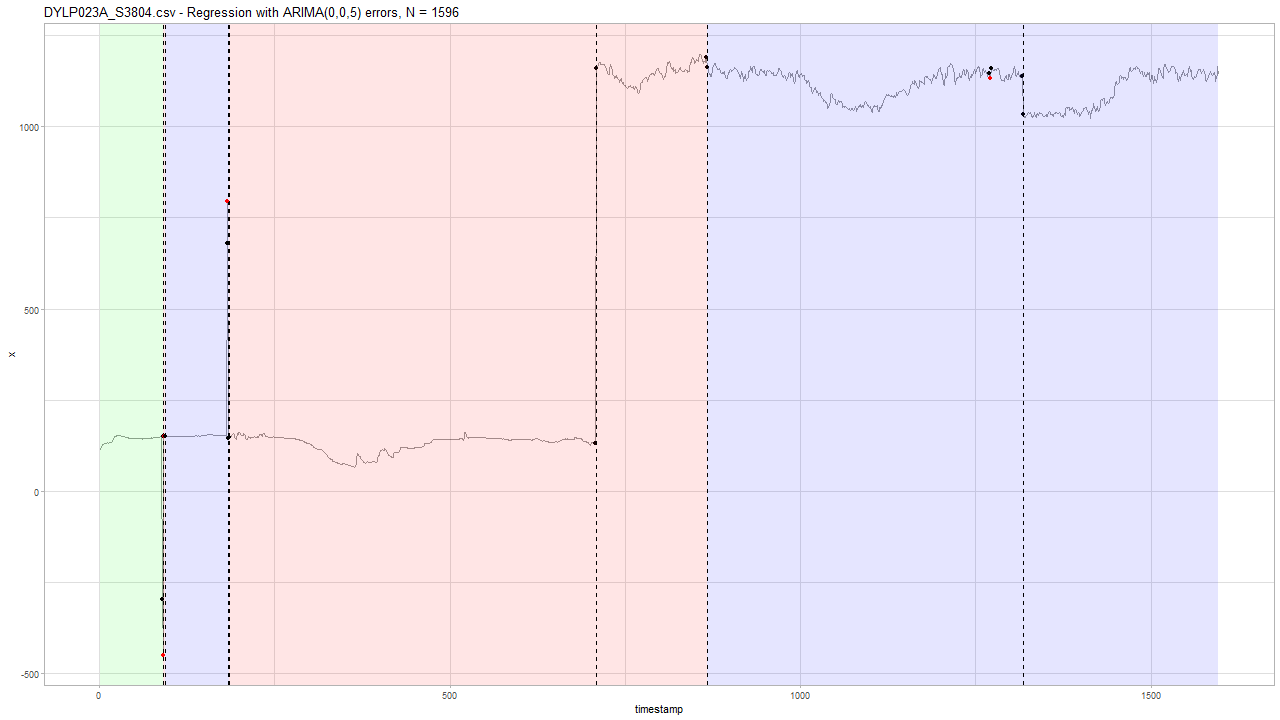 DYLP023A_S3804.csv - Regression with ARIMA(0,0,5) errors, N = 1596
1000
500
0
-500
x
0
500
1000
1500
timestamp